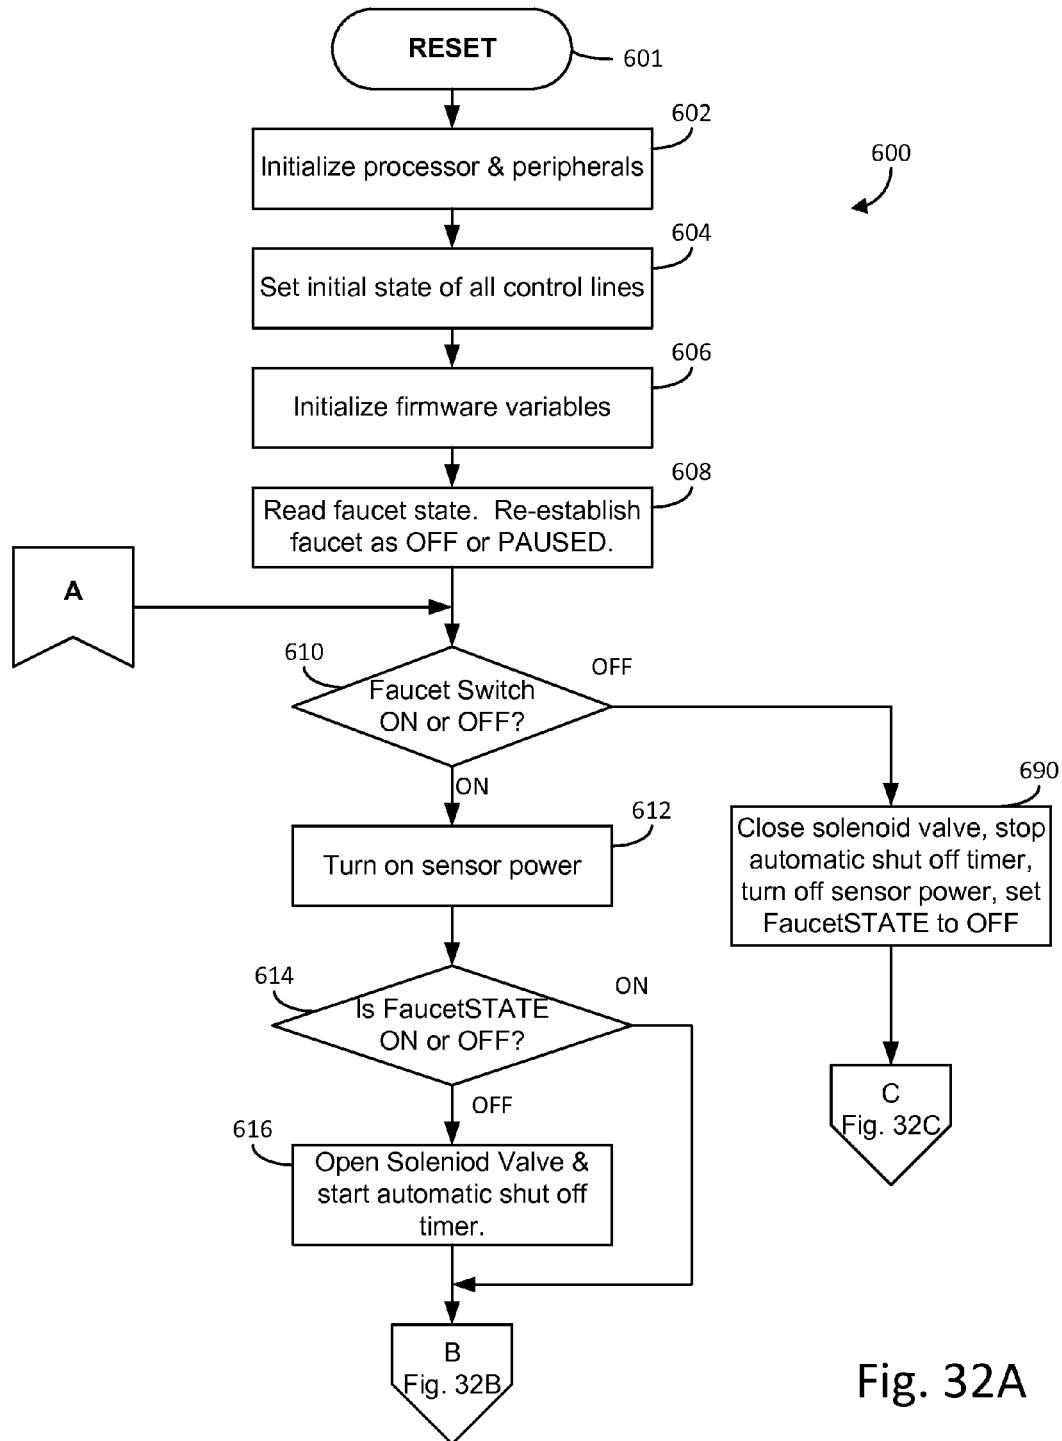 RESET
601
602
Initialize processor & peripherals
600
604
Set initial state of all control lines
606
Initialize firmware variables
608
Read faucet state.  Re-establish
faucet as OFF or PAUSED.
A
610
OFF
Faucet Switch
ON or OFF?
ON
690
612
Close solenoid valve, stop
automatic shut off timer,
turn off sensor power, set
FaucetSTATE to OFF
Turn on sensor power
614
ON
Is FaucetSTATE
ON or OFF?
OFF
C
Fig. 32C
616
Open Soleniod Valve &
start automatic shut off
timer.
B
Fig. 32B
Fig. 32A